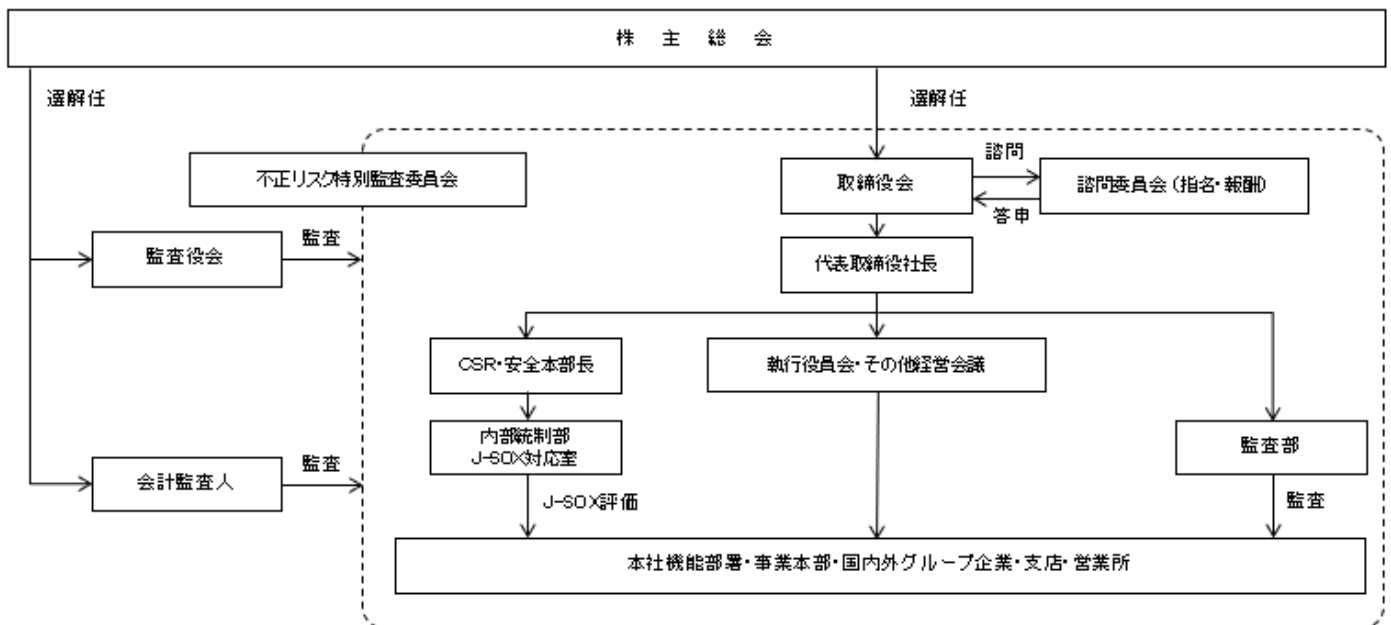 株 主 総 会
選解任
選解任
不正リスク特別監査委員会
取締役会
諮問
答申
諮問委員会(指名・報酬)
監査役会
監査
代表取締役社長
CSR・安全本部長
執行役員会・その他経営会議
内部統制部
J-SOX対応室
監査部
会計監査人
監査
J-SOX評価
監査
本社機能部署・事業本部・国内外グループ企業・支店・営業所